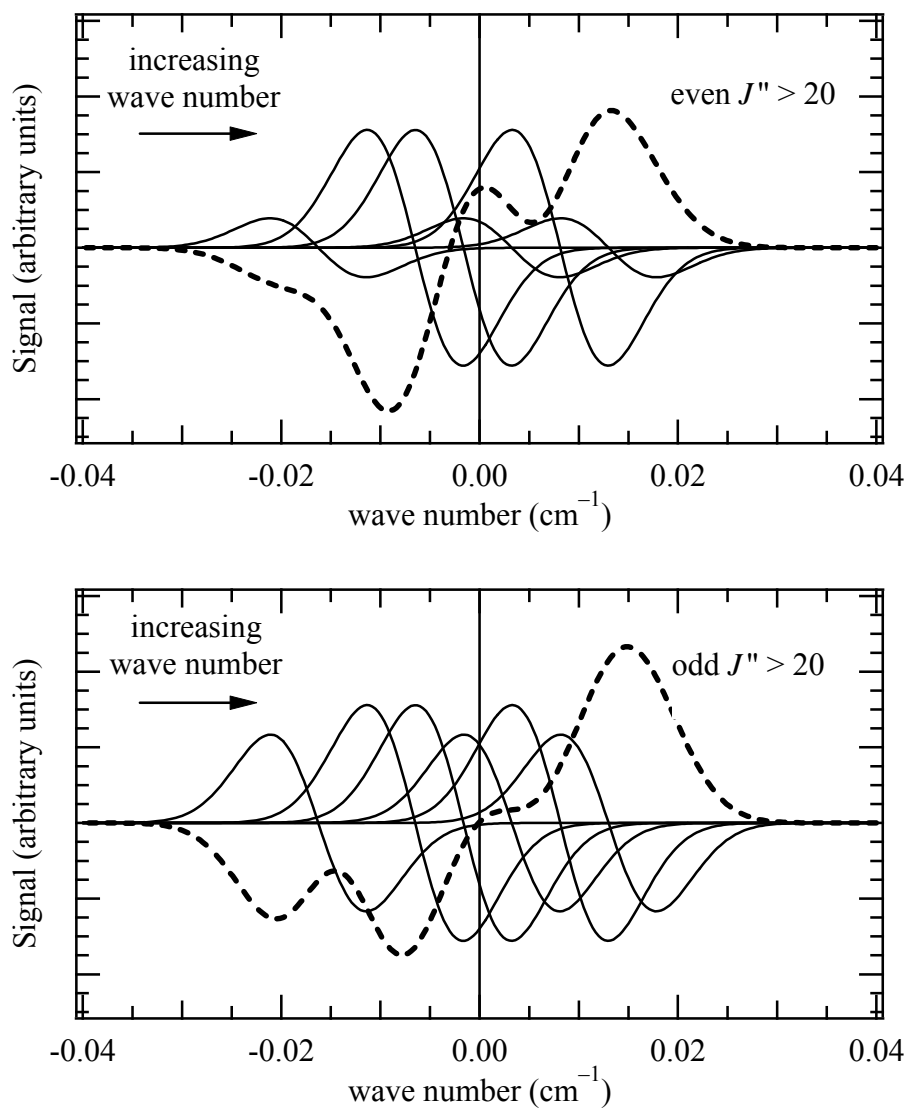 increasing
wave number
even J" > 20
Signal (arbitrary units)
-0.04 -0.02 0.00 0.02 0.04
wave number (cm⁻¹)
increasing
wave number
odd J" > 20
Signal (arbitrary units)
-0.04 -0.02 0.00 0.02 0.04
wave number (cm⁻¹)